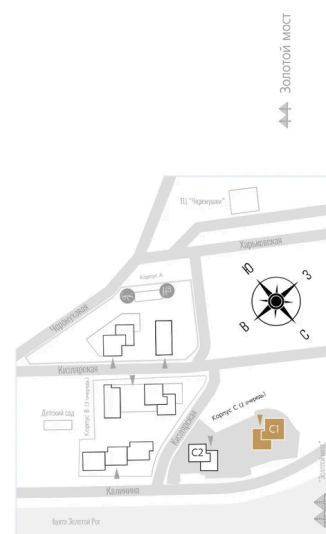 Золотой мост
ТЦ "Черемушки"
Харьковская
Корпус А
Ю
З
В
С
Черемуховая
Кизлярская
Корпус В (3 очередь)
Детский сад
Кизлярская
Корпус С (2 очередь)
С1
С2
Калинина
Бухта Золотой Рог